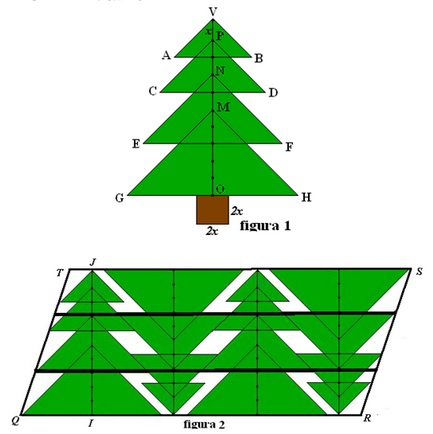 V
x P
A B
N
C D
M
E F
G O H
2x
2x figura 1
T J S
Q I R
figura 2